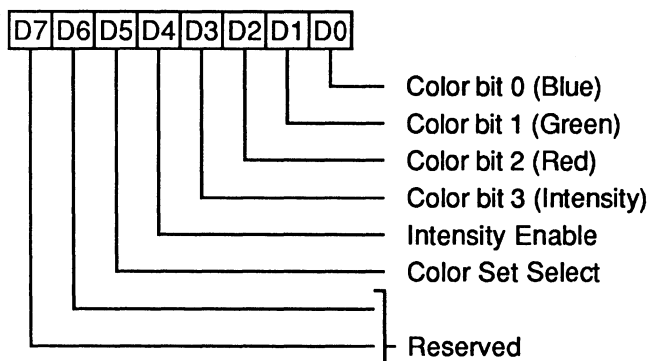 D7 D6 D5 D4 D3 D2 D1 D0
Color bit 0 (Blue)
Color bit 1 (Green)
Color bit 2 (Red)
Color bit 3 (Intensity)
Intensity Enable
Color Set Select
Reserved